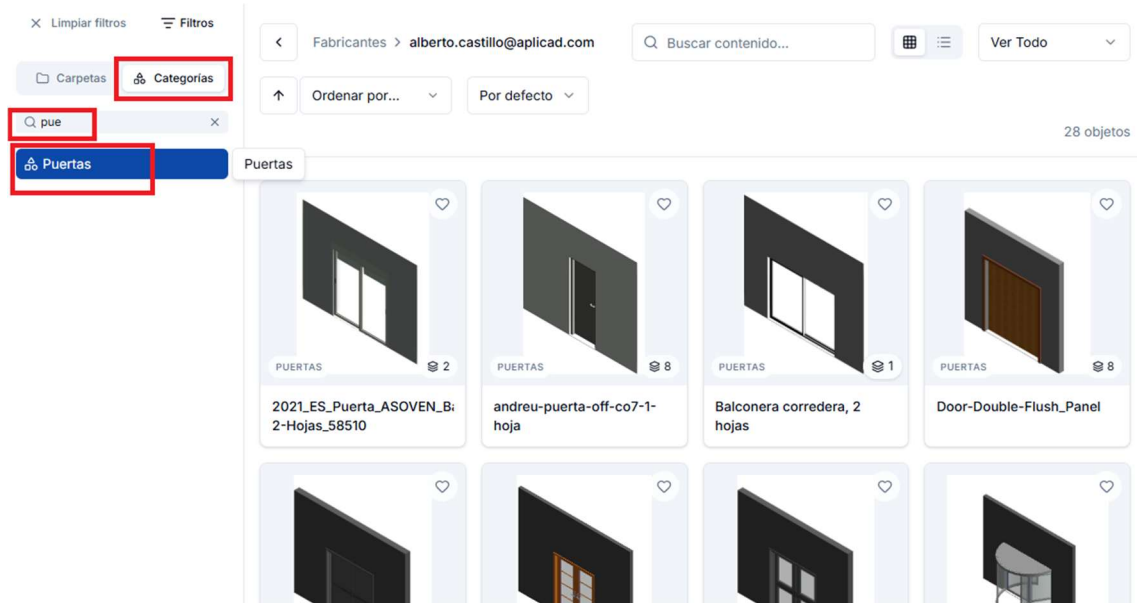 Limpiar filtros
Filtros
Carpetas
Categorías
pue
Puertas
Puertas
Fabricantes > alberto.castillo@aplicad.com
Buscar contenido...
Ver Todo
Ordenar por...
Por defecto
28 objetos
PUERTAS
2
2021_ES_Puerta_ASOVEN_Ba
2-Hojas_58510
PUERTAS
8
andreu-puerta-off-co7-1-
hoja
PUERTAS
1
Balconera corredera, 2
hojas
PUERTAS
8
Door-Double-Flush_Panel